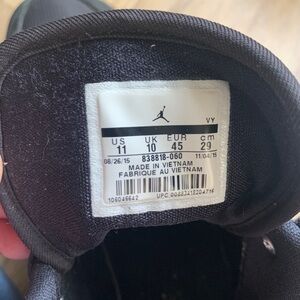 VY
US UK EUR cm
11 10 45 29
838818-060
08/26/15 11/04/15
MADE IN VIETNAM
FABRIQUE AU VIETNAM
UPC